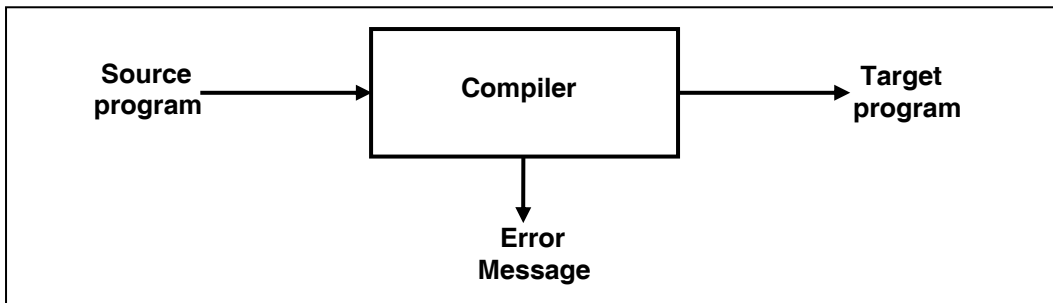 Source
program
Compiler
Target
program
Error
Message